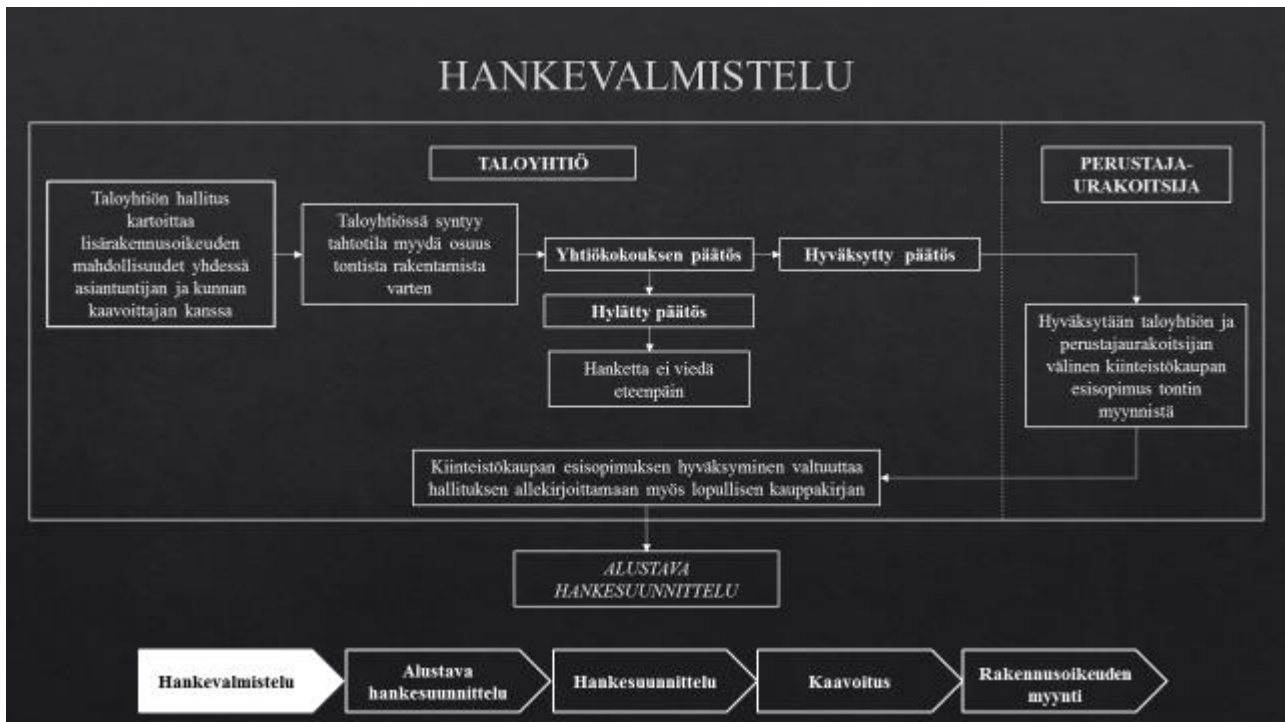 HANKEVALMISTELU
TALOYHTIÖ
PERUSTAJA-
URAKOITSIJA
Taloyhtiön hallitus
kartoittaa
lisärakennusoikeuden
mahdollisuudet yhdessä
asiantuntijan ja kunnan
kaavoittajan kanssa
Taloyhtiössä syntyy
tahtotila myydä osuus
tontista rakentamista
varten
Yhtiökokouksen päätös
Hyväksytty päätös
Hylätty päätös
Hanketta ei viedä
eteenpäin
Hyväksytään taloyhtiön ja
perustajaurakoitsijan
välinen kiinteistökaupan
esisopimus tontin
myynnistä
Kiinteistökaupan esisopimuksen hyväksyminen valtuuttaa
hallituksen allekirjoittamaan myös lopullisen kauppakirjan
ALUSTAVA
HANKESUUNNITTELU
Hankevalmistelu
Alustava
hankesuunnittelu
Hankesuunnittelu
Kaavoitus
Rakennusoikeuden
myynti